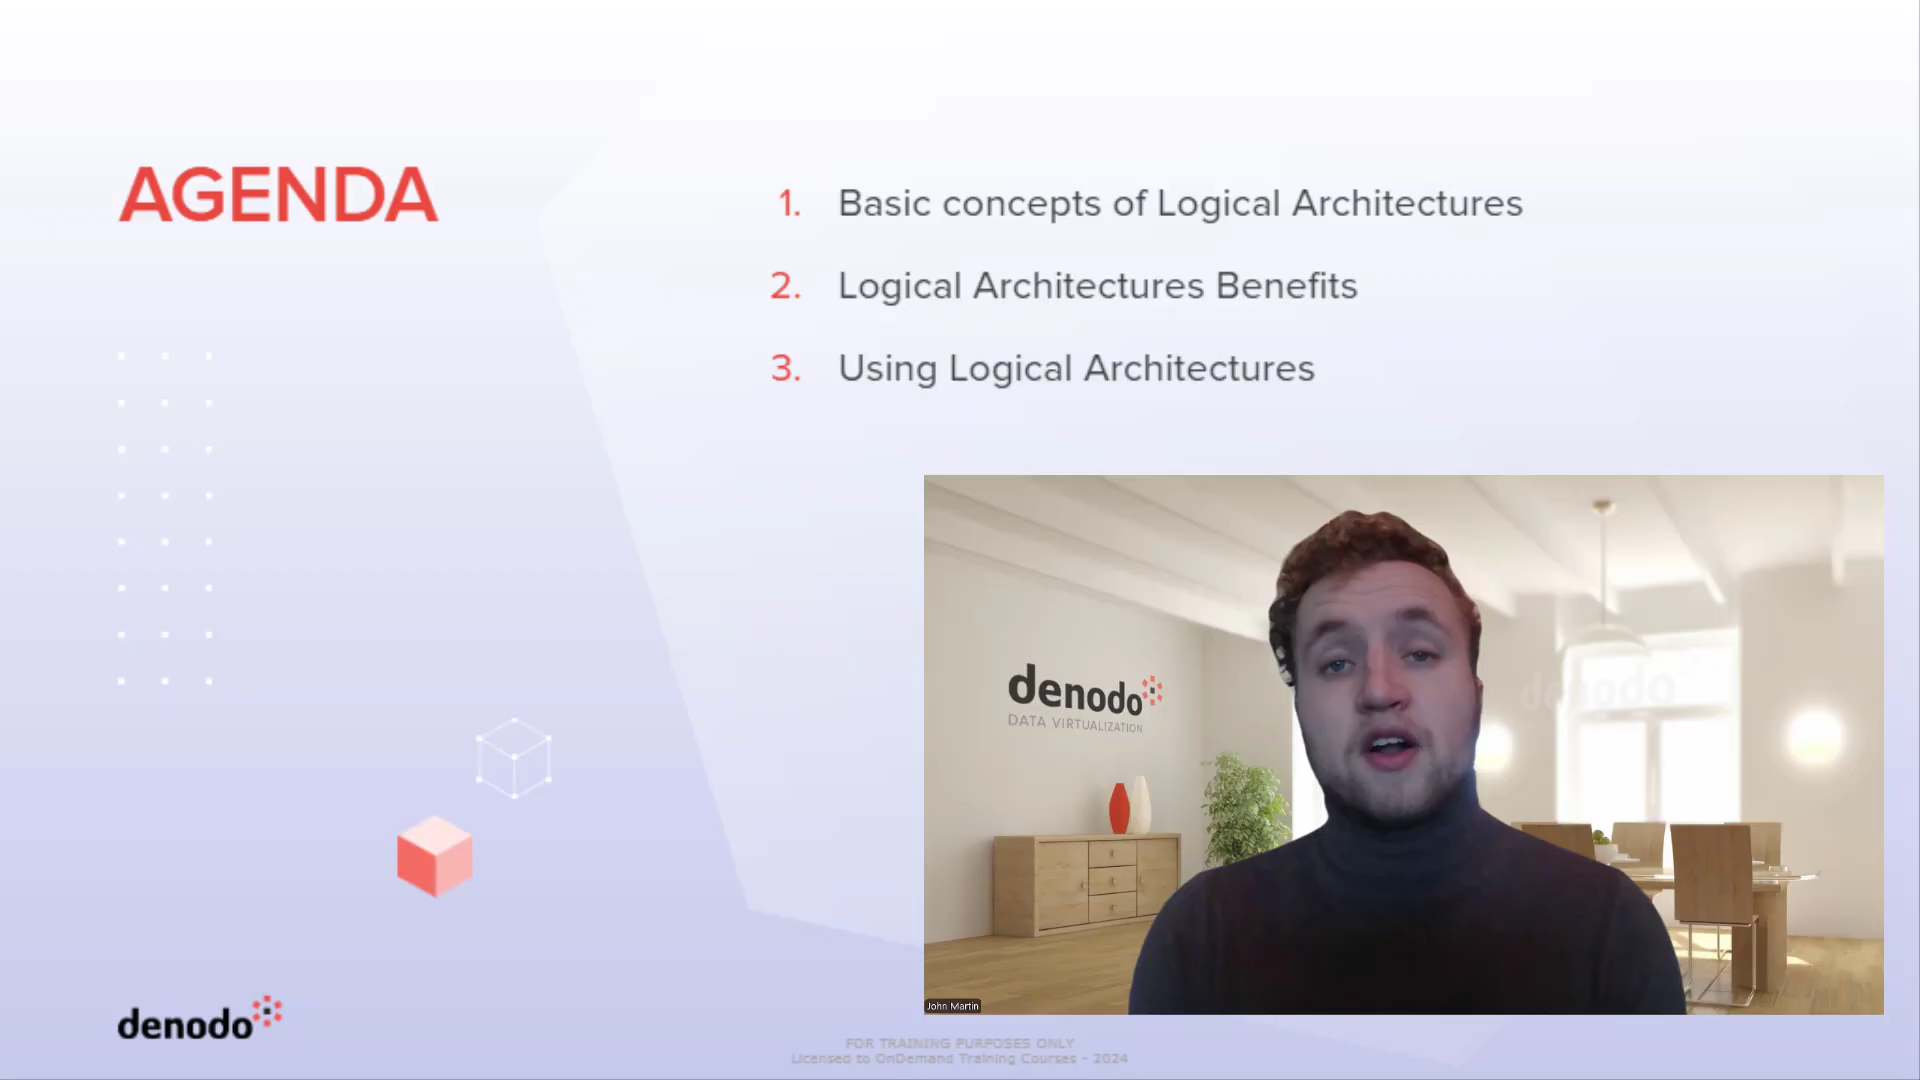 AGENDA
1. Basic concepts of Logical Architectures
2. Logical Architectures Benefits
3. Using Logical Architectures
denodo
DATA VIRTUALIZATION
denodo
John Martin
denodo
FOR TRAINING PURPOSES ONLY
Licensed to OnDemand Training Courses - 2024